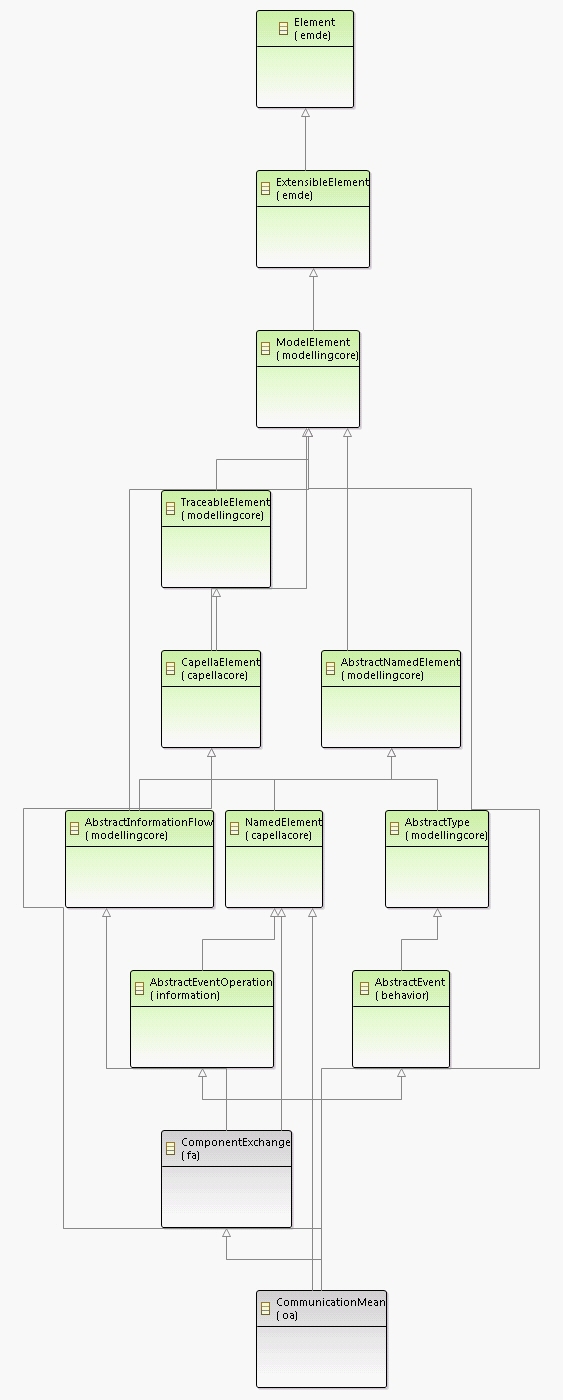 Element
( emde)
ExtensibleElement
( emde)
ModelElement
( modellingcore)
TraceableElement
( modellingcore)
CapellaElement
( capellacore)
AbstractNamedElement
( modellingcore)
AbstractInformationFlow
( modellingcore)
NamedElement
( capellacore)
AbstractType
( modellingcore)
AbstractEventOperation
( information)
AbstractEvent
( behavior)
ComponentExchange
( fa)
CommunicationMean
( oa)